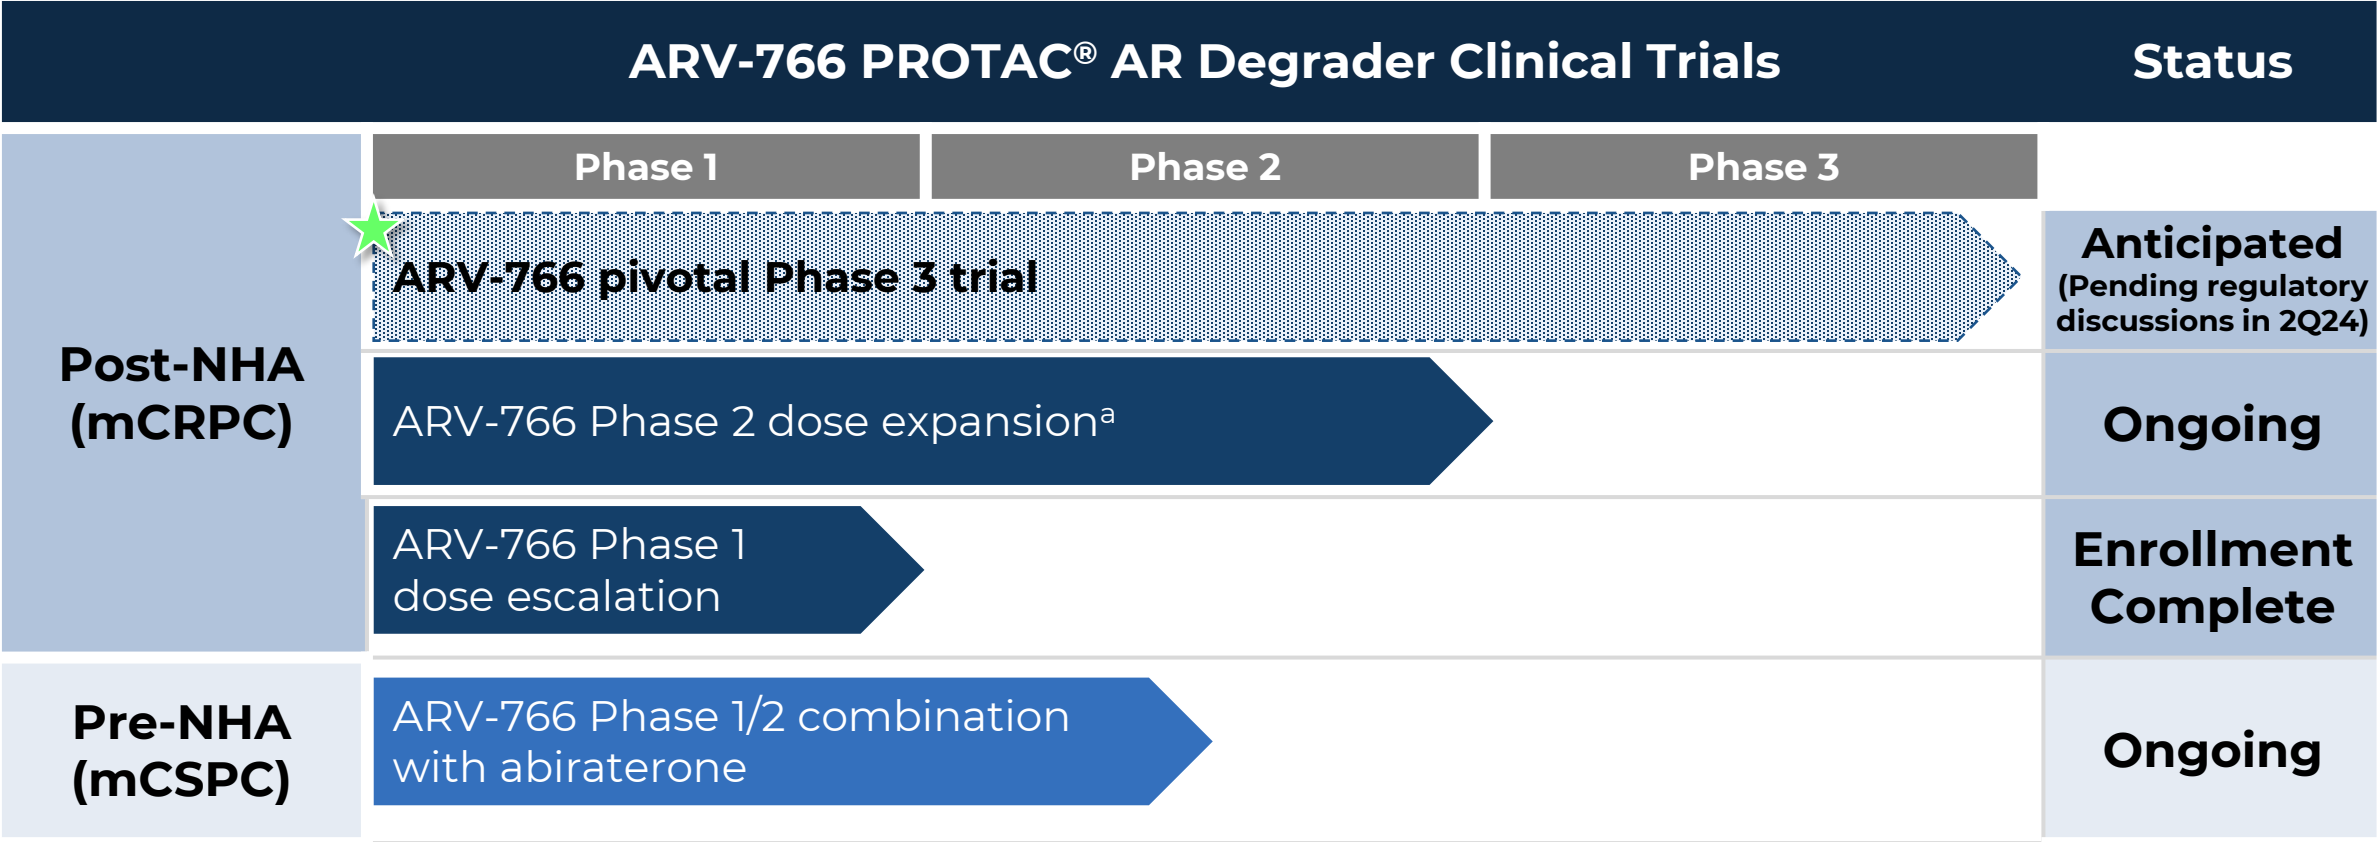 ARV-766 PROTAC® AR Degrader Clinical Trials
Status
Phase 1
Phase 2
Phase 3
Post-NHA
(mCRPC)
ARV-766 pivotal Phase 3 trial
Anticipated
(Pending regulatory
discussions in 2Q24)
ARV-766 Phase 2 dose expansionᵃ
Ongoing
ARV-766 Phase 1
dose escalation
Enrollment
Complete
Pre-NHA
(mCSPC)
ARV-766 Phase 1/2 combination
with abiraterone
Ongoing